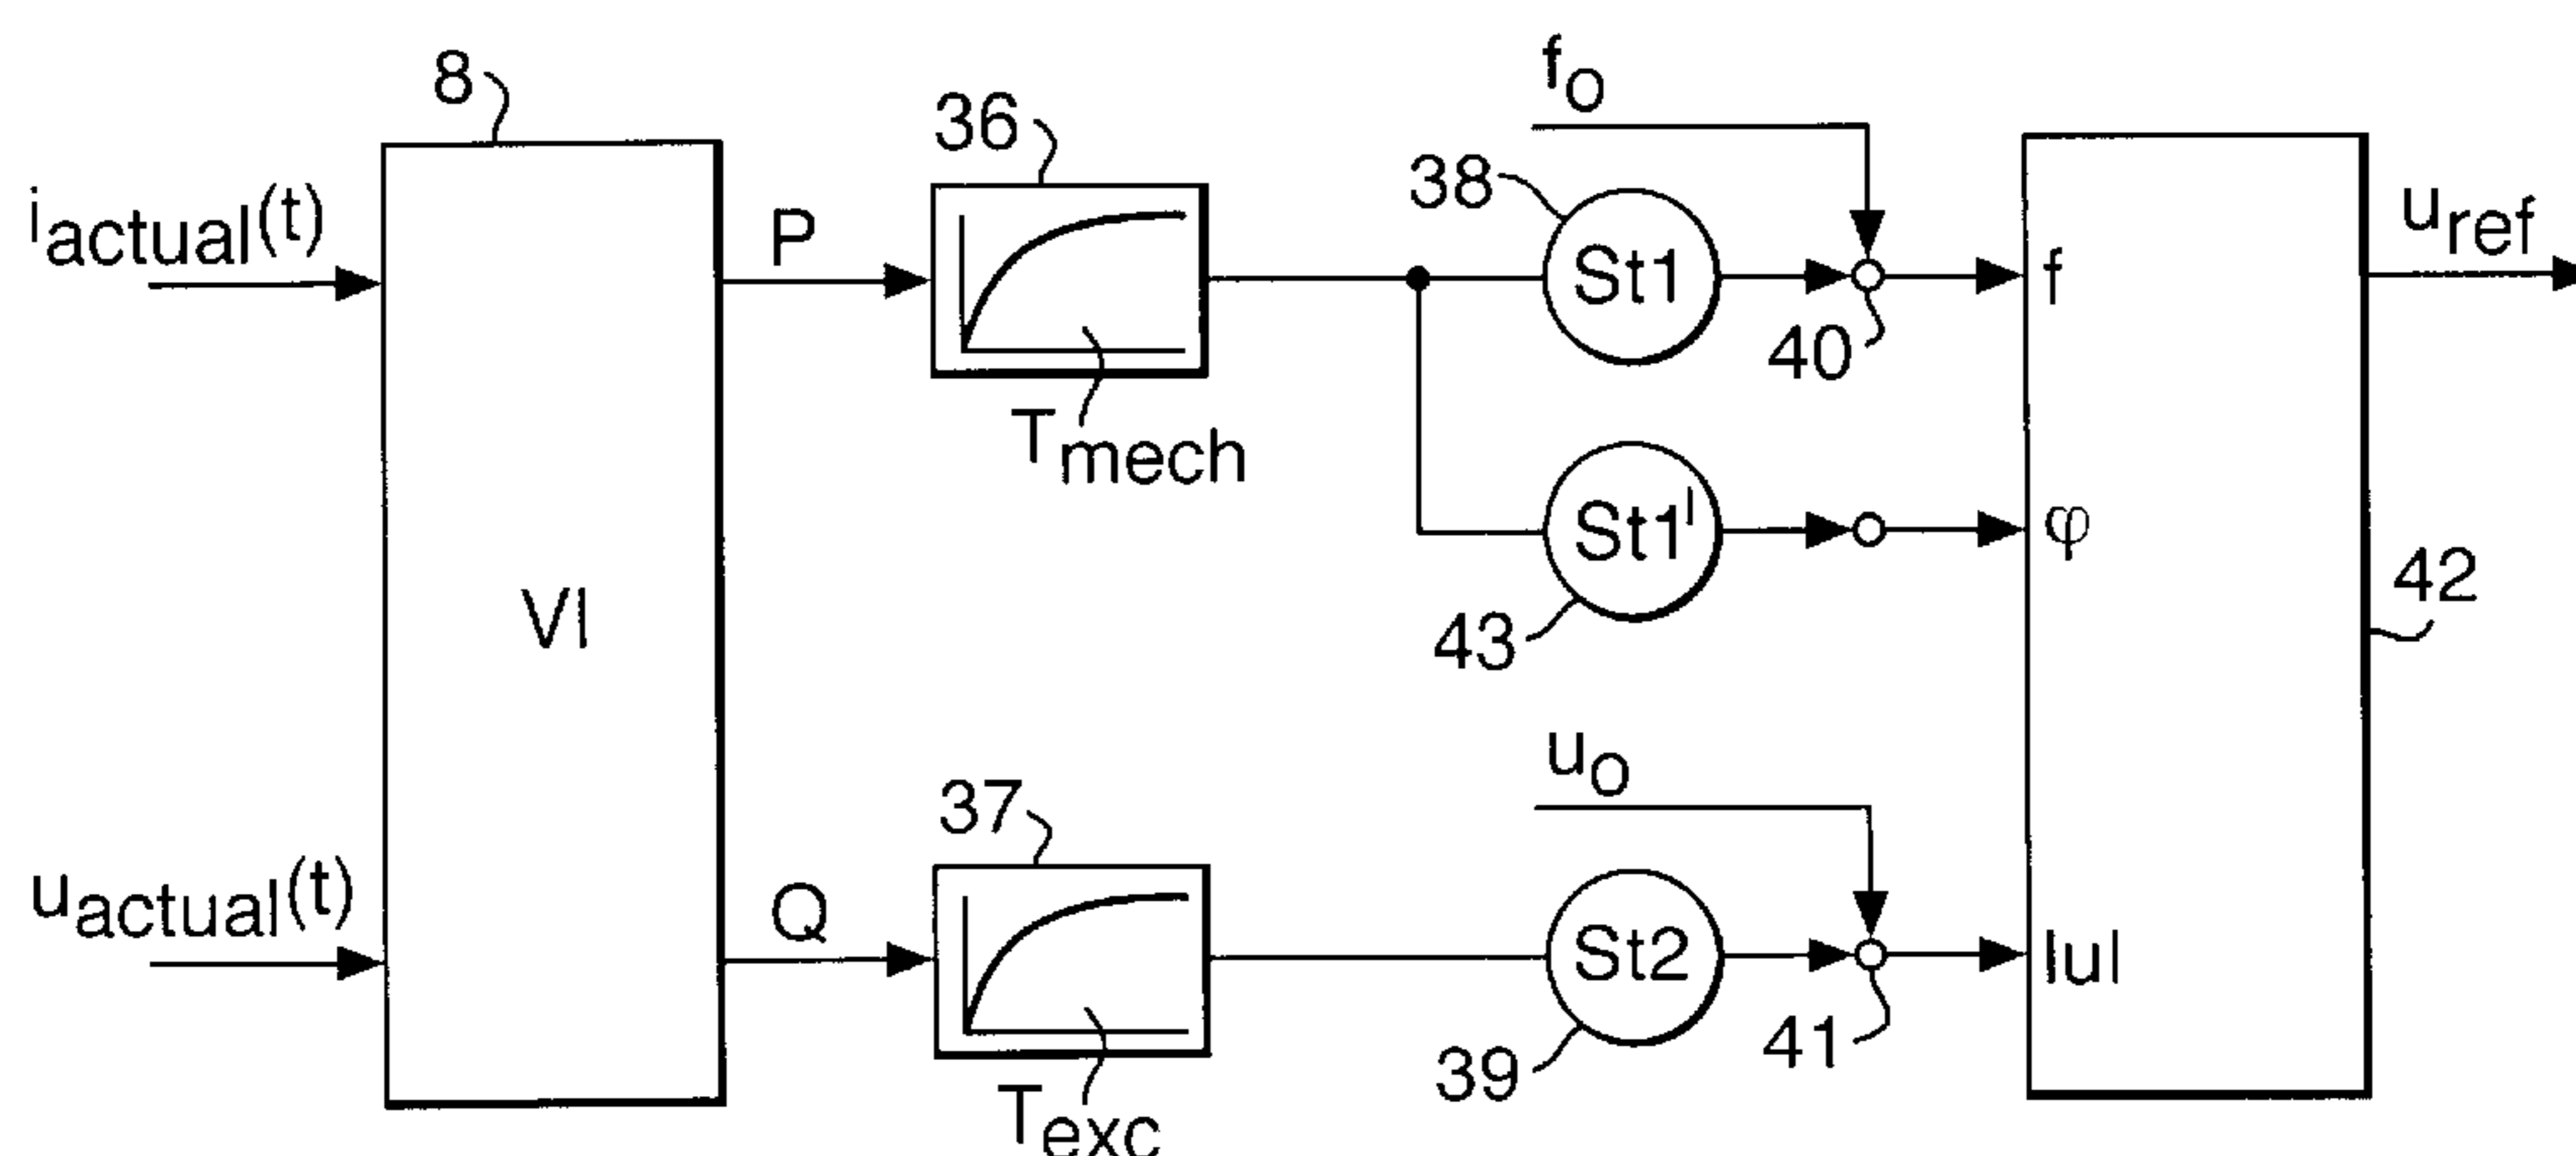 8
i_actual(t)
u_actual(t)
VI
P
Q
36
T_mech
37
T_exc
f_o
38
St1
40
St1'
43
u_o
St2
39
41
f
φ
|u|
42
u_ref